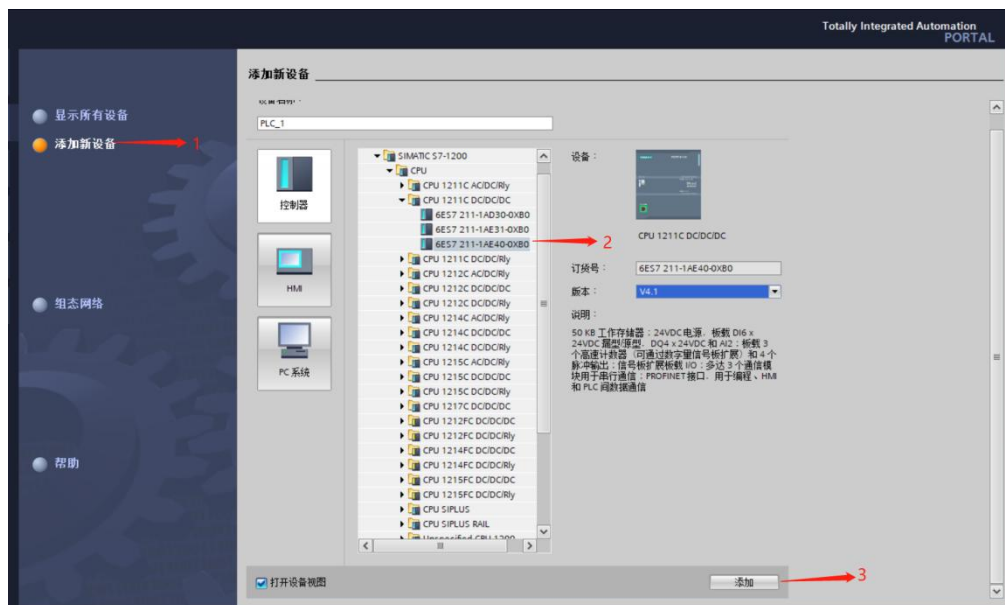 Totally Integrated Automation
PORTAL
添加新设备
显示所有设备
添加新设备
1
组态网络
帮助
设备名称：
PLC_1
控制器
HMI
PC 系统
SIMATIC S7-1200
CPU
CPU 1211C AC/DC/Rly
CPU 1211C DC/DC/DC
6ES7 211-1AD30-0XB0
6ES7 211-1AE31-0XB0
6ES7 211-1AE40-0XB0
2
CPU 1211C DC/DC/Rly
CPU 1212C AC/DC/Rly
CPU 1212C DC/DC/DC
CPU 1212C DC/DC/Rly
CPU 1214C AC/DC/Rly
CPU 1214C DC/DC/DC
CPU 1214C DC/DC/Rly
CPU 1215C AC/DC/Rly
CPU 1215C DC/DC/DC
CPU 1215C DC/DC/Rly
CPU 1217C DC/DC/DC
CPU 1212FC DC/DC/DC
CPU 1212FC DC/DC/Rly
CPU 1214FC DC/DC/DC
CPU 1214FC DC/DC/Rly
CPU 1215FC DC/DC/DC
CPU 1215FC DC/DC/Rly
CPU SIPLUS
CPU SIPLUS RAIL
Unspecified CPU 1200
设备：
CPU 1211C DC/DC/DC
订货号：
6ES7 211-1AE40-0XB0
版本：
V4.1
说明：
50 KB 工作存储器；24VDC 电源，板载 DI6 x
24VDC 漏型/源型，DQ4 x 24VDC 和 AI2；板载 3
个高速计数器（可通过数字量信号板扩展）和 4 个
脉冲输出；信号板扩展板载 I/O；多达 3 个通信模
块用于串行通信；PROFINET 接口，用于编程、HMI
和 PLC 间数据通信
打开设备视图
添加
3